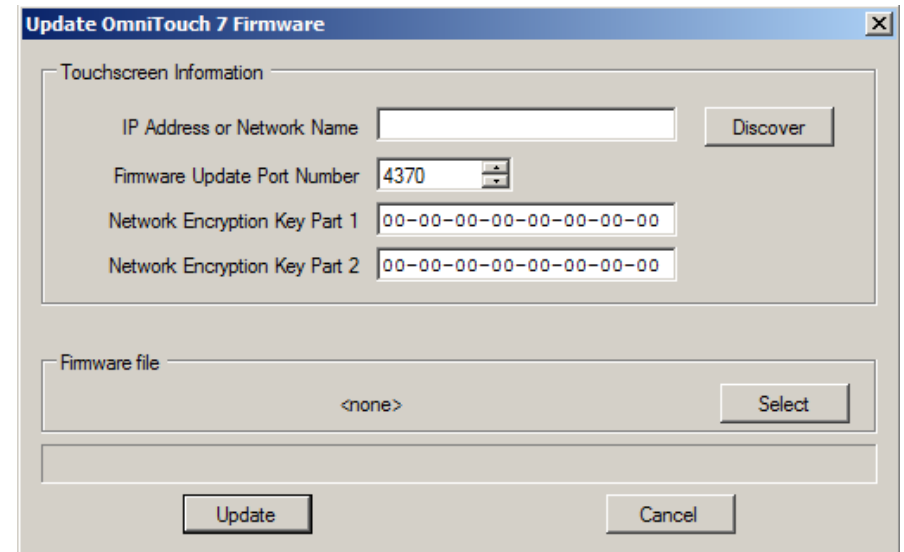 Update OmniTouch 7 Firmware
Touchscreen Information
IP Address or Network Name Discover
Firmware Update Port Number 4370
Network Encryption Key Part 1 00-00-00-00-00-00-00-00
Network Encryption Key Part 2 00-00-00-00-00-00-00-00
Firmware file
<none> Select
Update Cancel